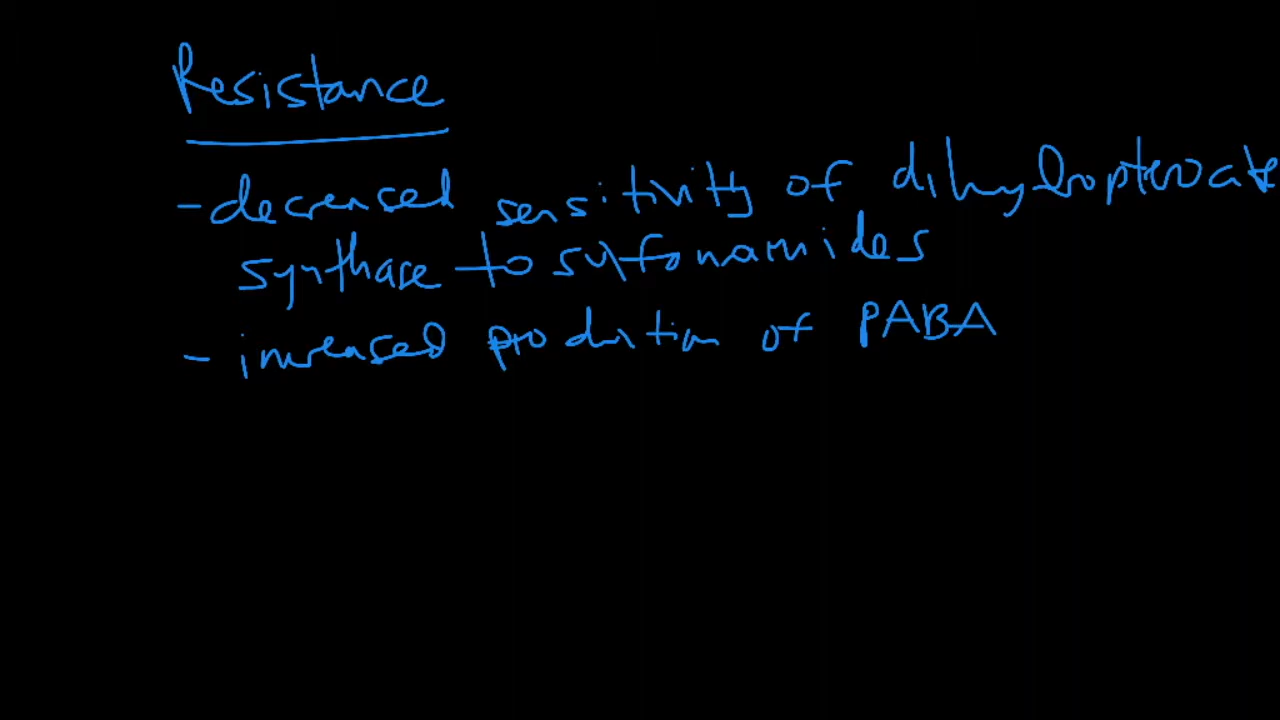 Resistance
- decreased sensitivity of dihydropteroate
synthase to sulfonamides
- increased production of PABA